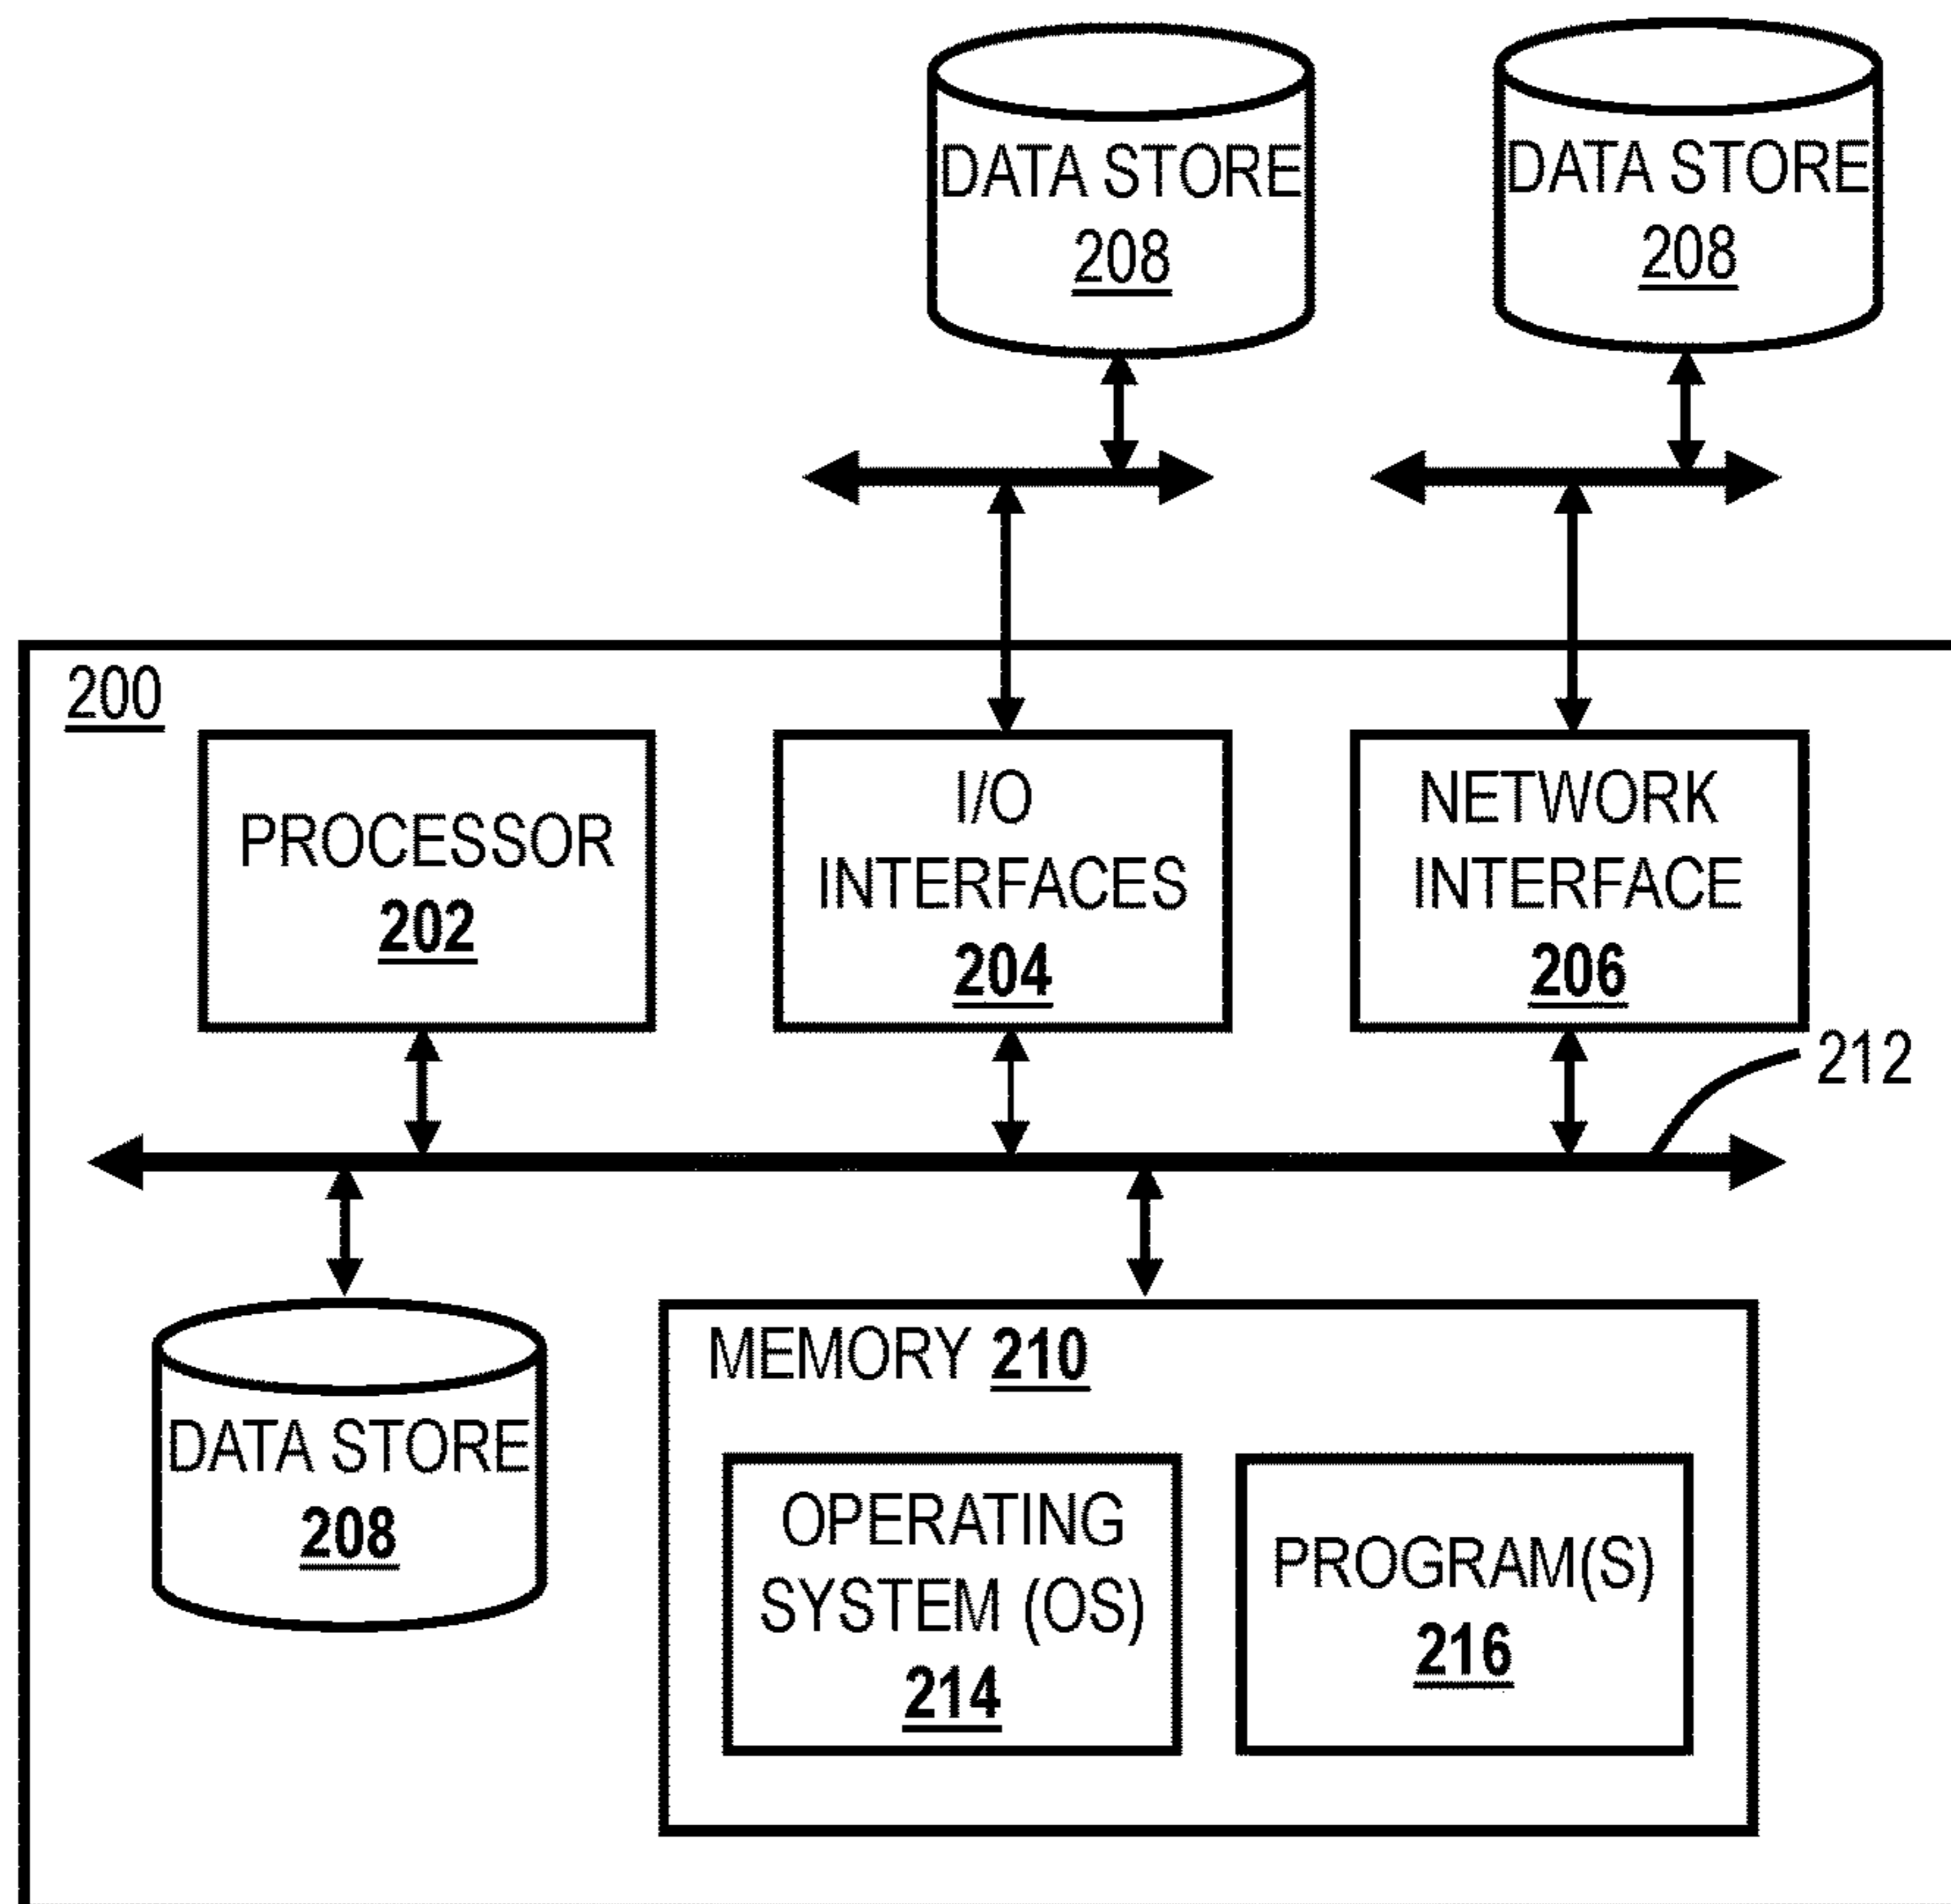 DATA STORE
208
DATA STORE
208
200
PROCESSOR
202
I/O
INTERFACES
204
NETWORK
INTERFACE
206
212
DATA STORE
208
MEMORY 210
OPERATING
SYSTEM (OS)
214
PROGRAM(S)
216